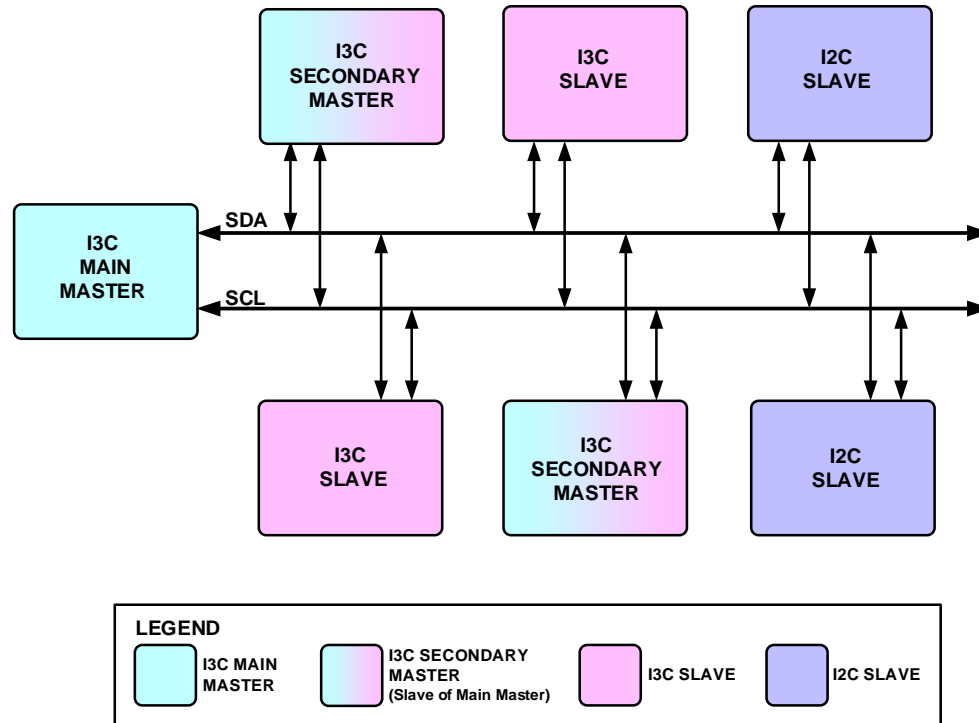 I3C
SECONDARY
MASTER
I3C
SLAVE
I2C
SLAVE
I3C
MAIN
MASTER
SDA
SCL
I3C
SLAVE
I3C
SECONDARY
MASTER
I2C
SLAVE
LEGEND
I3C MAIN
MASTER
I3C SECONDARY
MASTER
(Slave of Main Master)
I3C SLAVE
I2C SLAVE